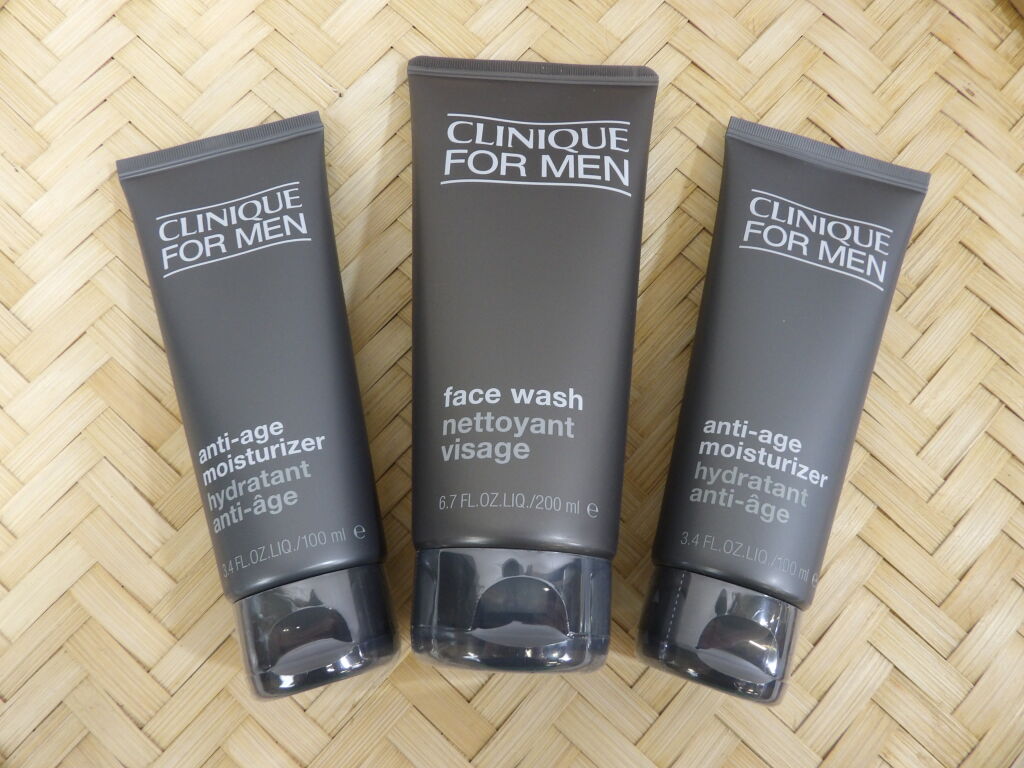 CLINIQUE
FOR MEN
anti-age
moisturizer
hydratant
anti-âge
3.4 FL.OZ.LIQ./100 ml ℮
CLINIQUE
FOR MEN
face wash
nettoyant
visage
6.7 FL.OZ.LIQ./200 ml ℮
CLINIQUE
FOR MEN
anti-age
moisturizer
hydratant
anti-âge
3.4 FL.OZ.LIQ./100 ml ℮